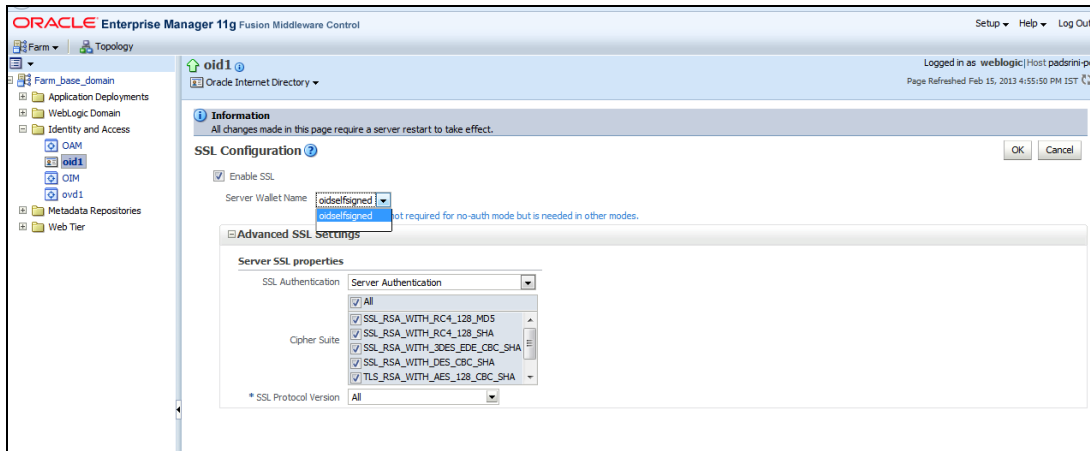 ORACLE Enterprise Manager 11g Fusion Middleware Control
Setup Help Log Out
Farm Topology
Farm_base_domain
Application Deployments
WebLogic Domain
Identity and Access
OAM
oid1
OIM
ovd1
Metadata Repositories
Web Tier
oid1
Oracle Internet Directory
Logged in as weblogic|Host padsrini-p
Page Refreshed Feb 15, 2013 4:55:50 PM IST
Information
All changes made in this page require a server restart to take effect.
SSL Configuration
OK Cancel
Enable SSL
Server Wallet Name oidselfsigned
oidselfsigned
not required for no-auth mode but is needed in other modes.
Advanced SSL Settings
Server SSL properties
SSL Authentication Server Authentication
All
Cipher Suite
SSL_RSA_WITH_RC4_128_MD5
SSL_RSA_WITH_RC4_128_SHA
SSL_RSA_WITH_3DES_EDE_CBC_SHA
SSL_RSA_WITH_DES_CBC_SHA
TLS_RSA_WITH_AES_128_CBC_SHA
* SSL Protocol Version All